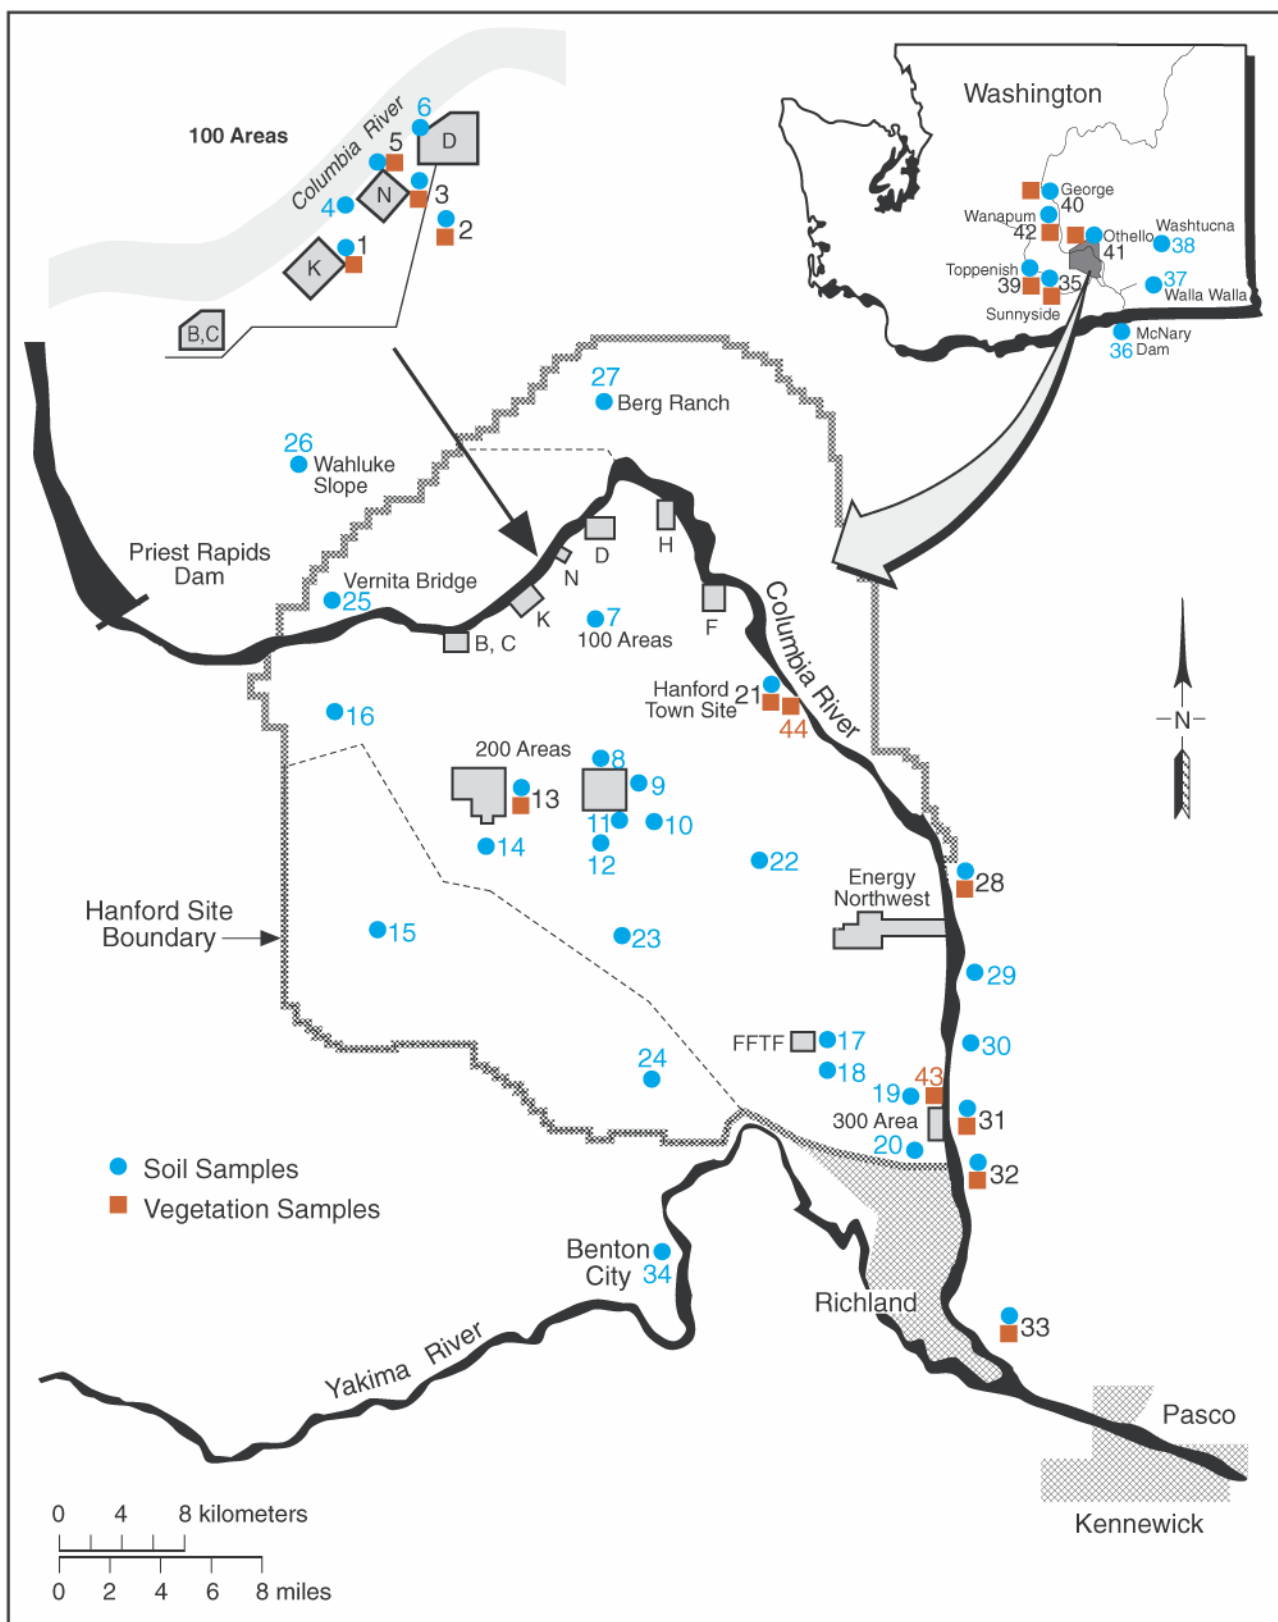 100 Areas
Columbia River
6
D
5
N
3
4
2
1
K
B,C
Washington
George
40
Wanapum
42
Othello
41
Washtucna
38
Toppenish
39
35
Sunnyside
37
Walla Walla
36
McNary
Dam
27
Berg Ranch
26
Wahluke
Slope
Priest Rapids
Dam
Vernita Bridge
25
D
H
N
K
B, C
F
7
100 Areas
Columbia River
Hanford
Town Site
21
44
16
200 Areas
8
9
13
11
10
12
14
22
N
Energy
Northwest
28
Hanford Site
Boundary
15
23
29
FFTF
17
30
18
24
43
19
300 Area
31
20
32
Soil Samples
Vegetation Samples
Benton
City
34
Richland
33
Yakima River
Pasco
Kennewick
0 4 8 kilometers
0 2 4 6 8 miles